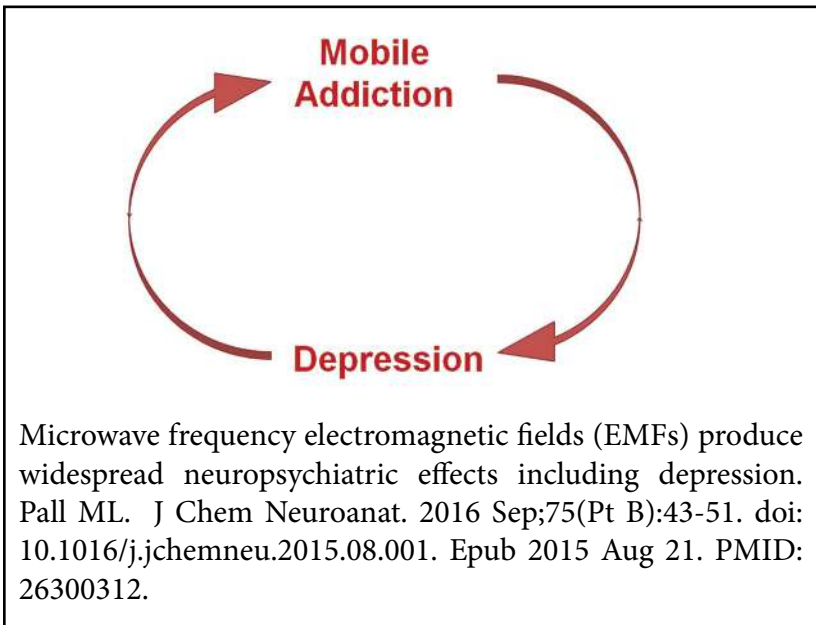 Mobile
Addiction
Depression
Microwave frequency electromagnetic fields (EMFs) produce
widespread neuropsychiatric effects including depression.
Pall ML. J Chem Neuroanat. 2016 Sep;75(Pt B):43-51. doi:
10.1016/j.jchemneu.2015.08.001. Epub 2015 Aug 21. PMID:
26300312.